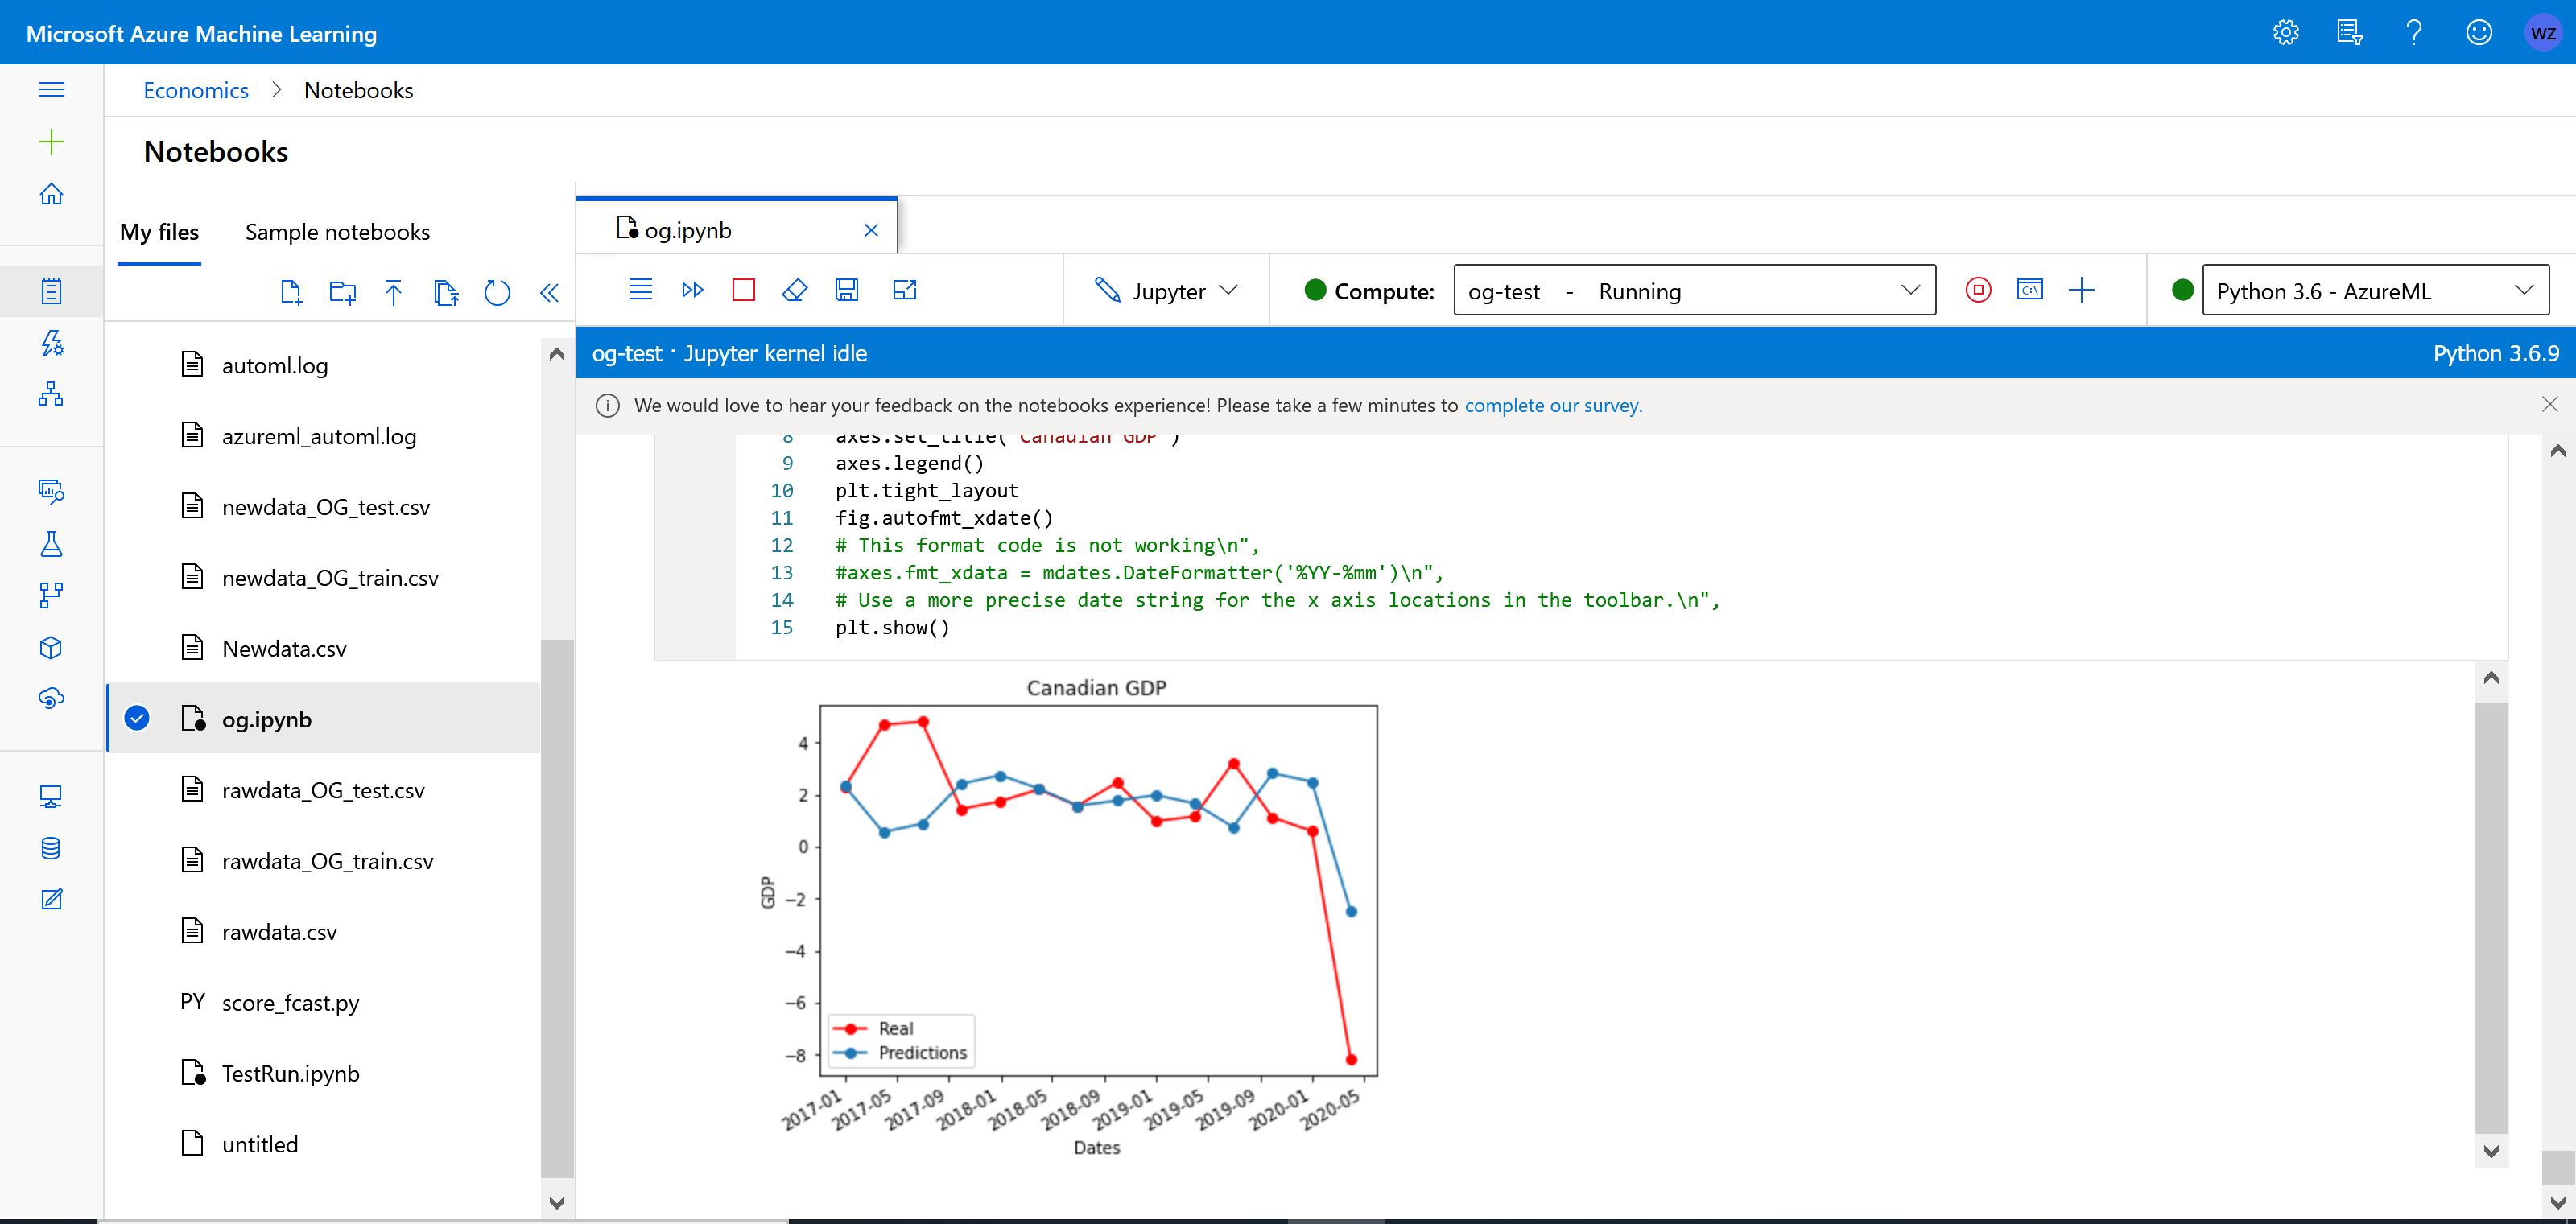 Microsoft Azure Machine Learning
WZ
Economics > Notebooks
Notebooks
My files
Sample notebooks
automl.log
azureml_automl.log
newdata_OG_test.csv
newdata_OG_train.csv
Newdata.csv
og.ipynb
rawdata_OG_test.csv
rawdata_OG_train.csv
rawdata.csv
PY score_fcast.py
TestRun.ipynb
untitled
og.ipynb
Jupyter
Compute: og-test - Running
Python 3.6 - AzureML
og-test · Jupyter kernel idle
Python 3.6.9
We would love to hear your feedback on the notebooks experience! Please take a few minutes to complete our survey.
8 axes.set_title("Canadian GDP")
9 axes.legend()
10 plt.tight_layout
11 fig.autofmt_xdate()
12 # This format code is not working\n",
13 #axes.fmt_xdata = mdates.DateFormatter('%YY-%mm')\n",
14 # Use a more precise date string for the x axis locations in the toolbar.\n",
15 plt.show()
Canadian GDP
GDP
4
2
0
−2
−4
−6
−8
Real
Predictions
2017-01
2017-05
2017-09
2018-01
2018-05
2018-09
2019-01
2019-05
2019-09
2020-01
2020-05
Dates